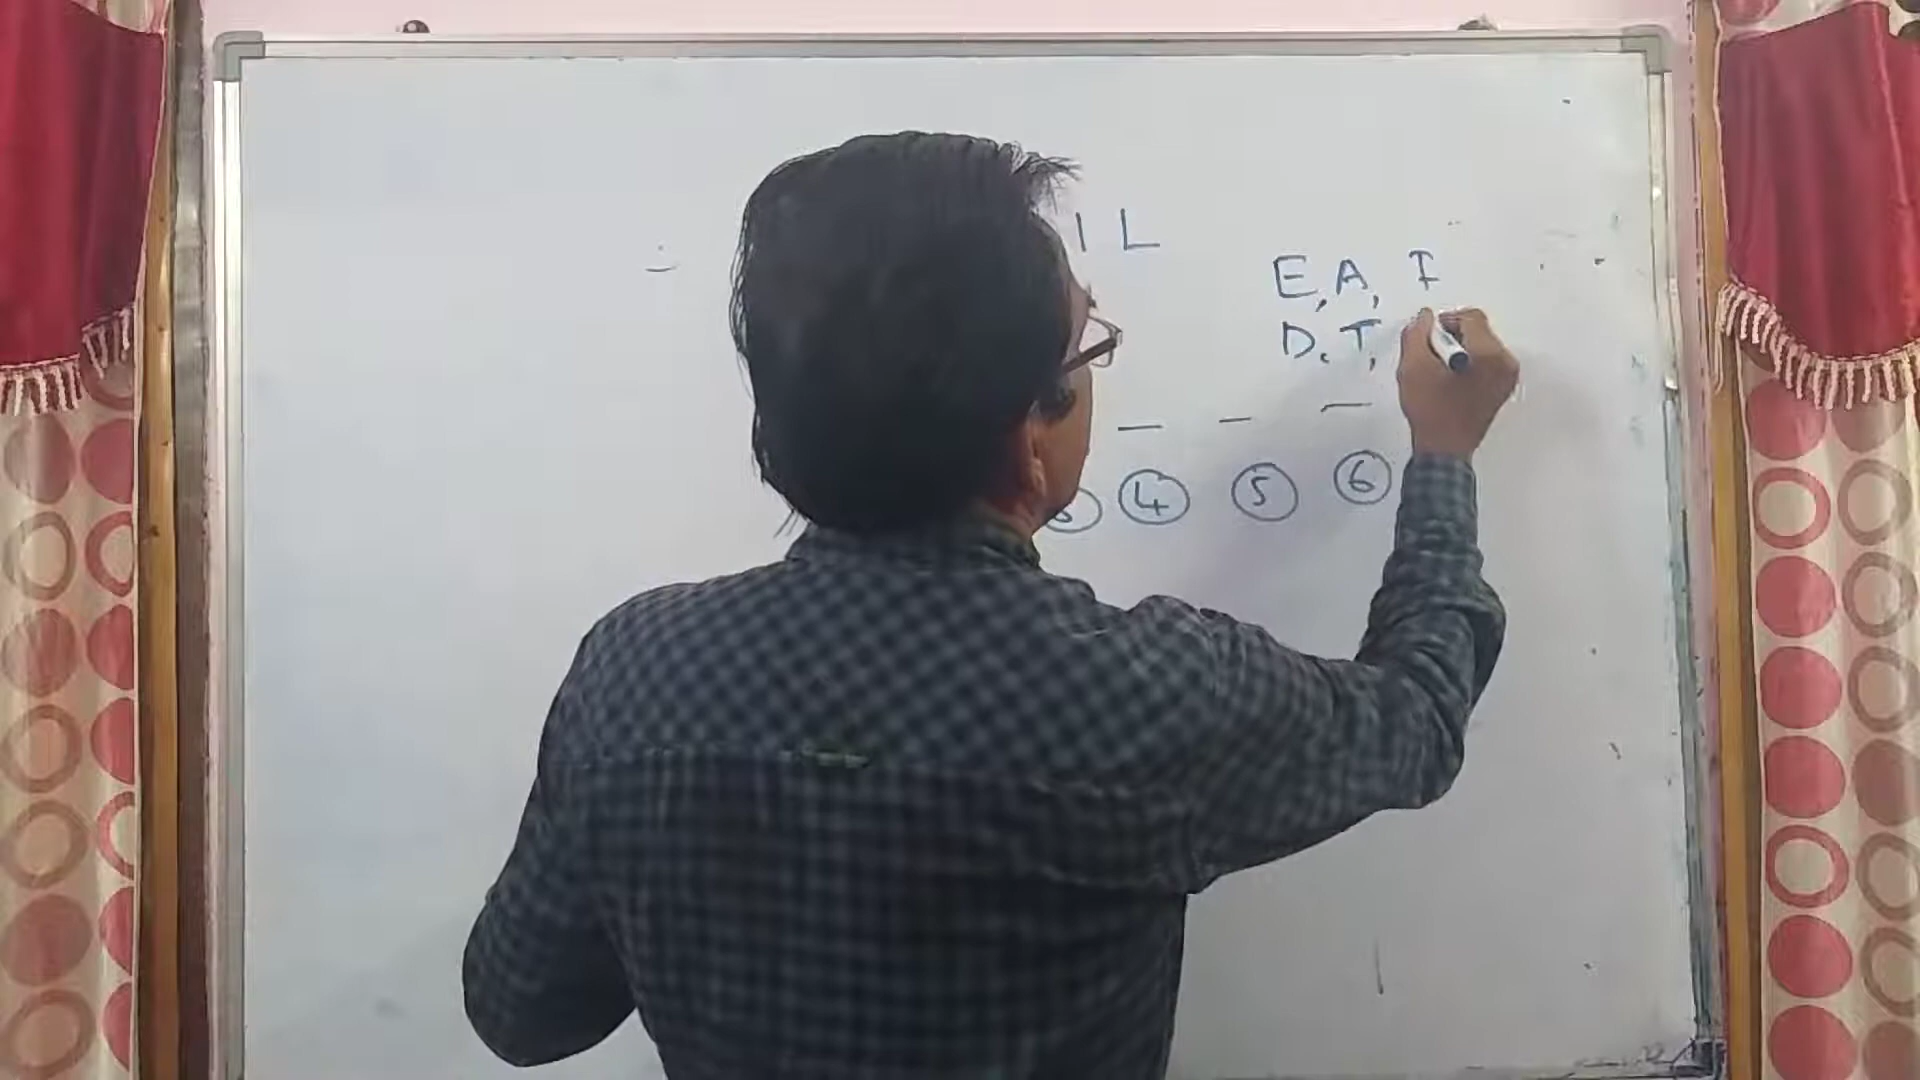 I L
E, A, I
D, T,
— — —
④ ⑤ ⑥